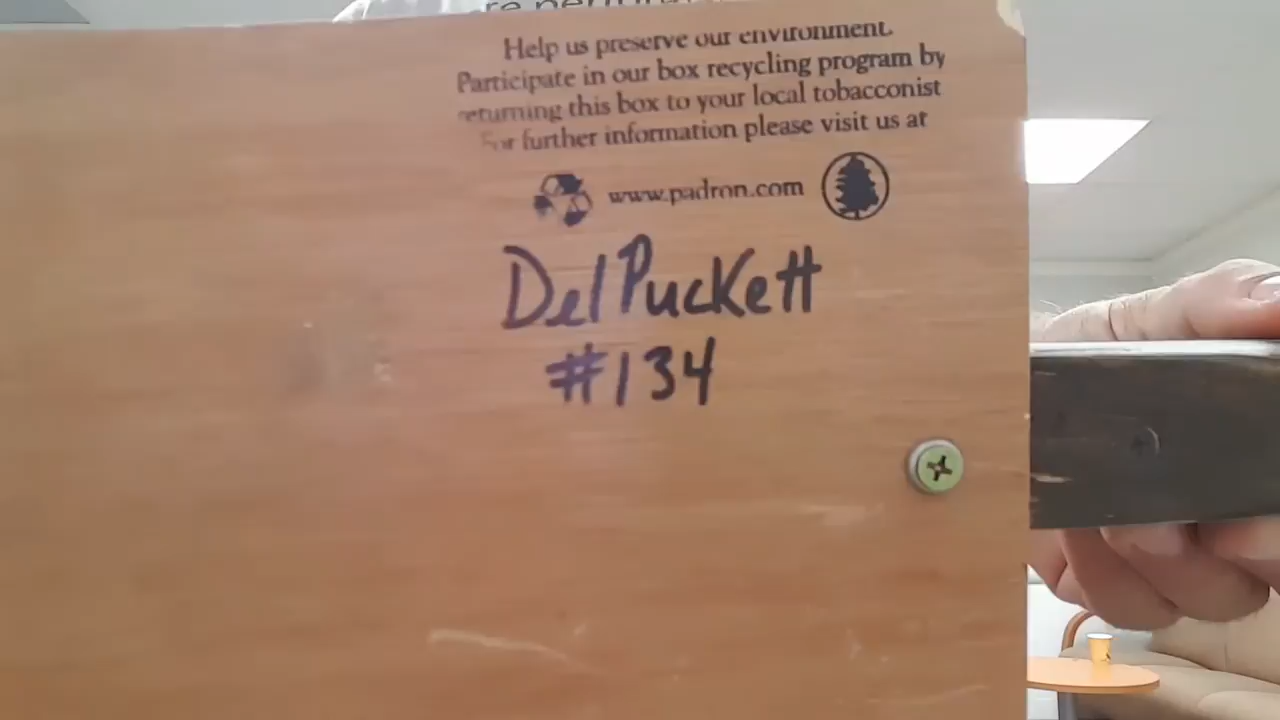 Help us preserve our environment.
Participate in our box recycling program by
returning this box to your local tobacconist
For further information please visit us at
www.padron.com
Del Puckett
#134